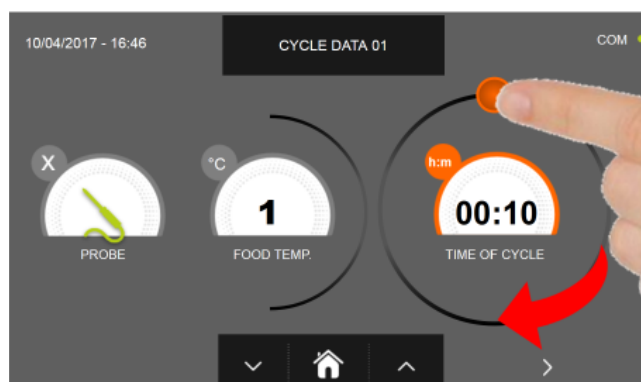 10/04/2017 - 16:46
CYCLE DATA 01
COM
X
PROBE
°C
1
FOOD TEMP.
h:m
00:10
TIME OF CYCLE